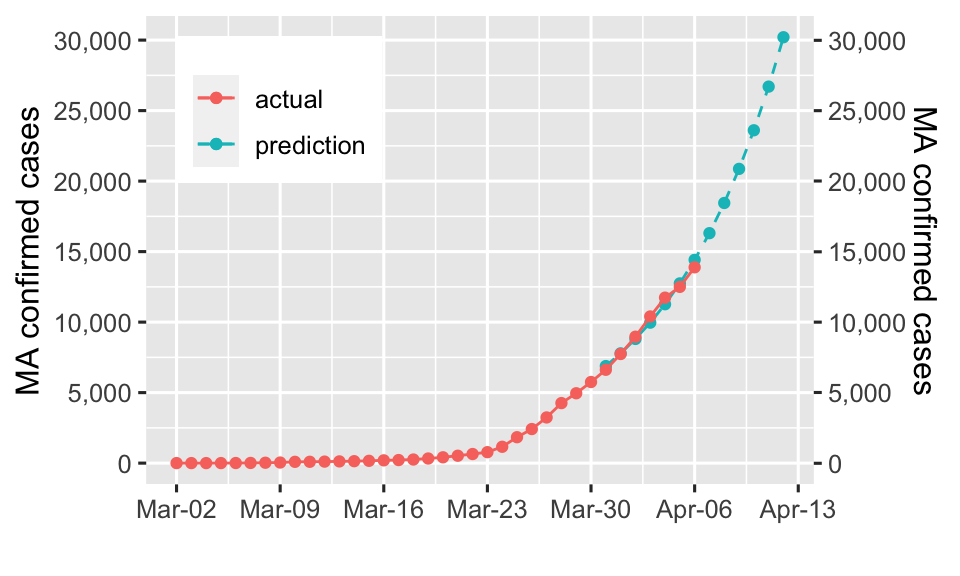 MA confirmed cases
30,000
25,000
20,000
15,000
10,000
5,000
0
actual
prediction
30,000
25,000
20,000
15,000
10,000
5,000
0
MA confirmed cases
Mar-02 Mar-09 Mar-16 Mar-23 Mar-30 Apr-06 Apr-13